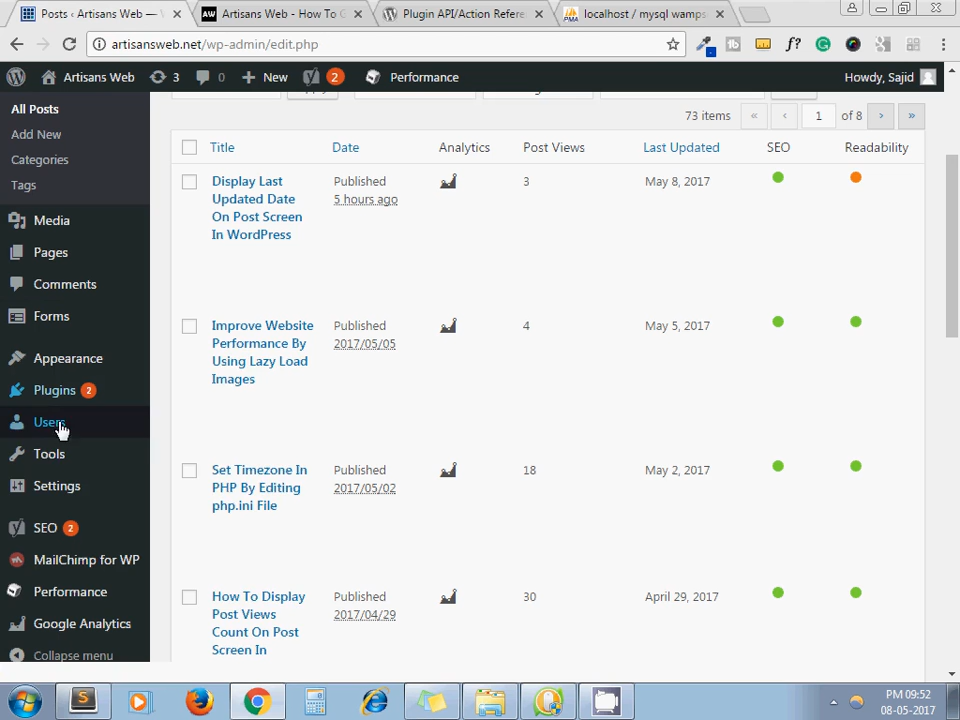 Posts ‹ Artisans Web —
Artisans Web - How To
Plugin API/Action Refere
localhost / mysql wamps
artisansweb.net/wp-admin/edit.php
Artisans Web
3
0
New
2
Performance
Howdy, Sajid
All Posts
Add New
Categories
Tags
Media
Pages
Comments
Forms
Appearance
Plugins 2
Users
Tools
Settings
SEO 2
MailChimp for WP
Performance
Google Analytics
Collapse menu
73 items « ‹ 1 of 8 › »
Title Date Analytics Post Views Last Updated SEO Readability
Display Last
Updated Date
On Post Screen
In WordPress
Published
5 hours ago
3
May 8, 2017
Improve Website
Performance By
Using Lazy Load
Images
Published
2017/05/05
4
May 5, 2017
Set Timezone In
PHP By Editing
php.ini File
Published
2017/05/02
18
May 2, 2017
How To Display
Post Views
Count On Post
Screen In
Published
2017/04/29
30
April 29, 2017
PM 09:52
08-05-2017